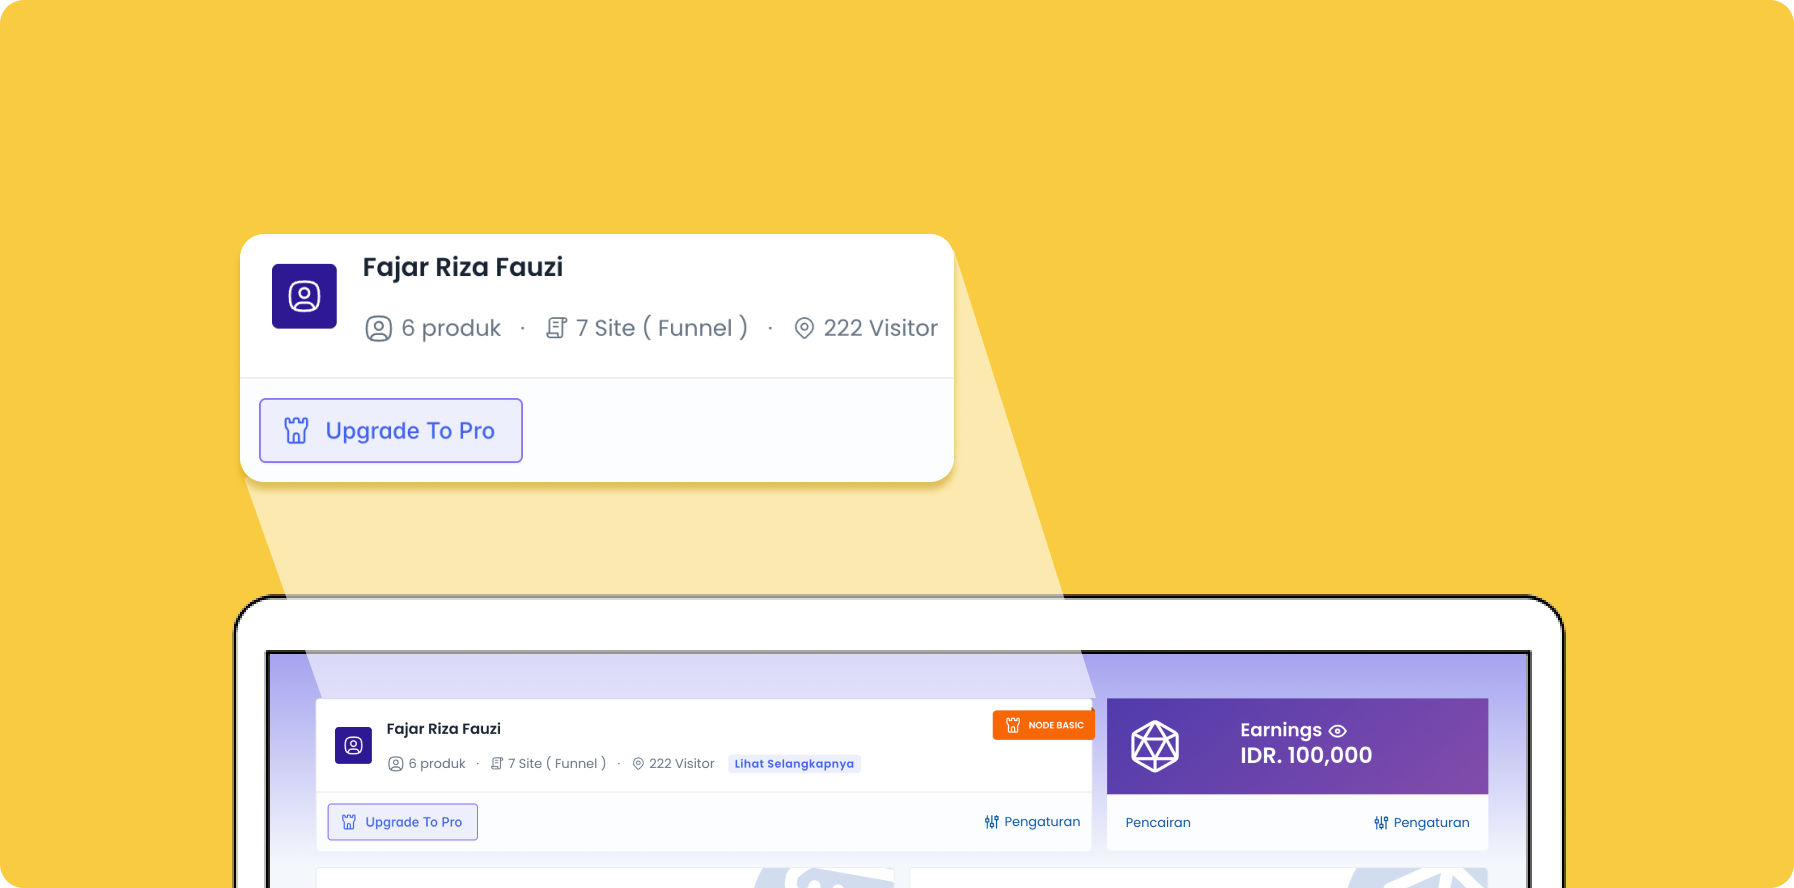 Fajar Riza Fauzi
6 produk · 7 Site ( Funnel ) · 222 Visitor
Upgrade To Pro
Fajar Riza Fauzi
NODE BASIC
6 produk · 7 Site ( Funnel ) · 222 Visitor Lihat Selangkapnya
Upgrade To Pro
Pengaturan
Earnings
IDR. 100,000
Pencairan
Pengaturan